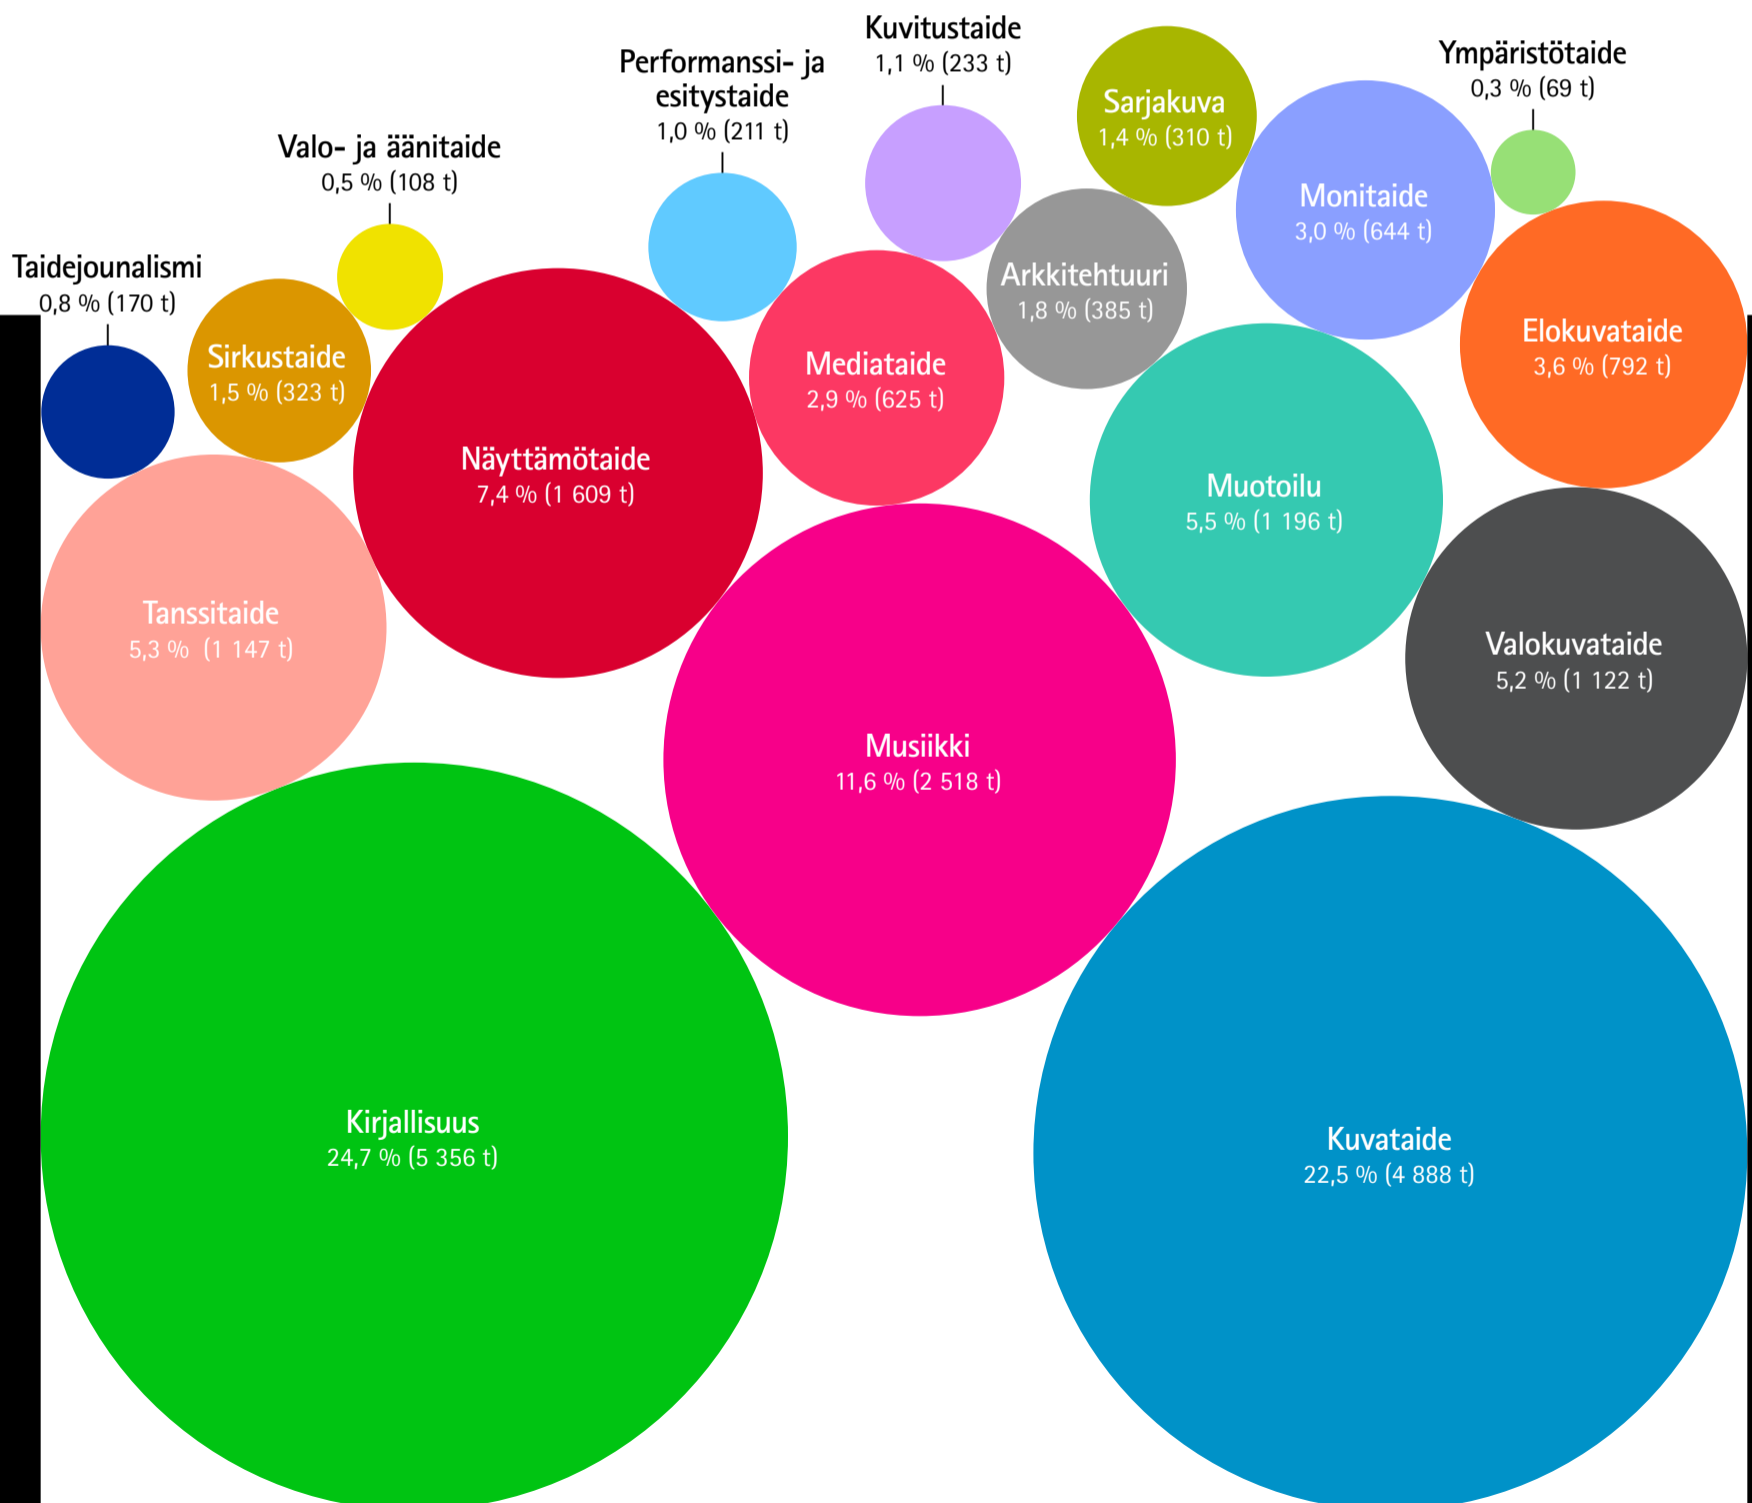 Kuvitustaide
1,1 % (233 t)
Performanssi- ja
esitystaide
1,0 % (211 t)
Ympäristötaide
0,3 % (69 t)
Sarjakuva
1,4 % (310 t)
Valo- ja äänitaide
0,5 % (108 t)
Monitaide
3,0 % (644 t)
Taidejounalismi
0,8 % (170 t)
Arkkitehtuuri
1,8 % (385 t)
Elokuvataide
3,6 % (792 t)
Sirkustaide
1,5 % (323 t)
Mediataide
2,9 % (625 t)
Näyttämötaide
7,4 % (1 609 t)
Muotoilu
5,5 % (1 196 t)
Tanssitaide
5,3 % (1 147 t)
Valokuvataide
5,2 % (1 122 t)
Musiikki
11,6 % (2 518 t)
Kirjallisuus
24,7 % (5 356 t)
Kuvataide
22,5 % (4 888 t)